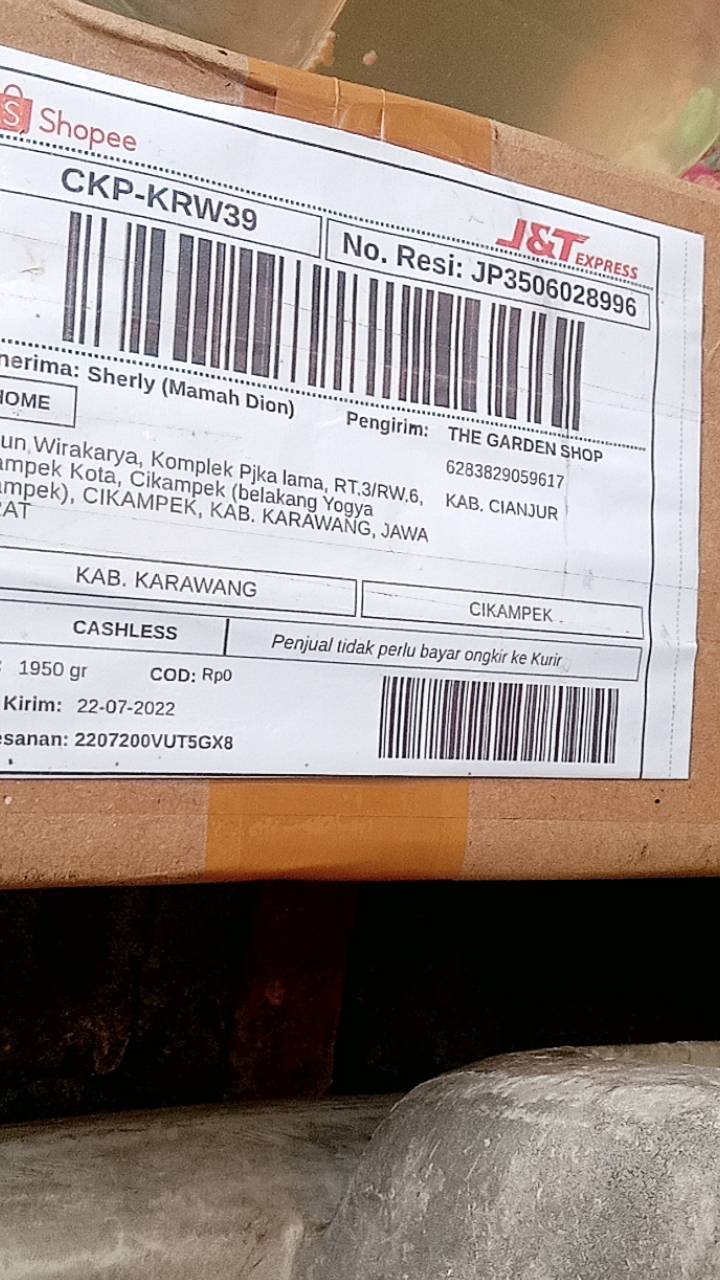 Shopee
CKP-KRW39
J&T EXPRESS
No. Resi: JP3506028996
nerima: Sherly (Mamah Dion)
HOME
Pengirim: THE GARDEN SHOP
6283829059617
KAB. CIANJUR
un,Wirakarya, Komplek Pjka lama, RT.3/RW.6,
ampek Kota, Cikampek (belakang Yogya
ampek), CIKAMPEK, KAB. KARAWANG, JAWA
RAT
KAB. KARAWANG
CIKAMPEK
CASHLESS
Penjual tidak perlu bayar ongkir ke Kurir
: 1950 gr
COD: Rp0
Kirim: 22-07-2022
esanan: 2207200VUT5GX8